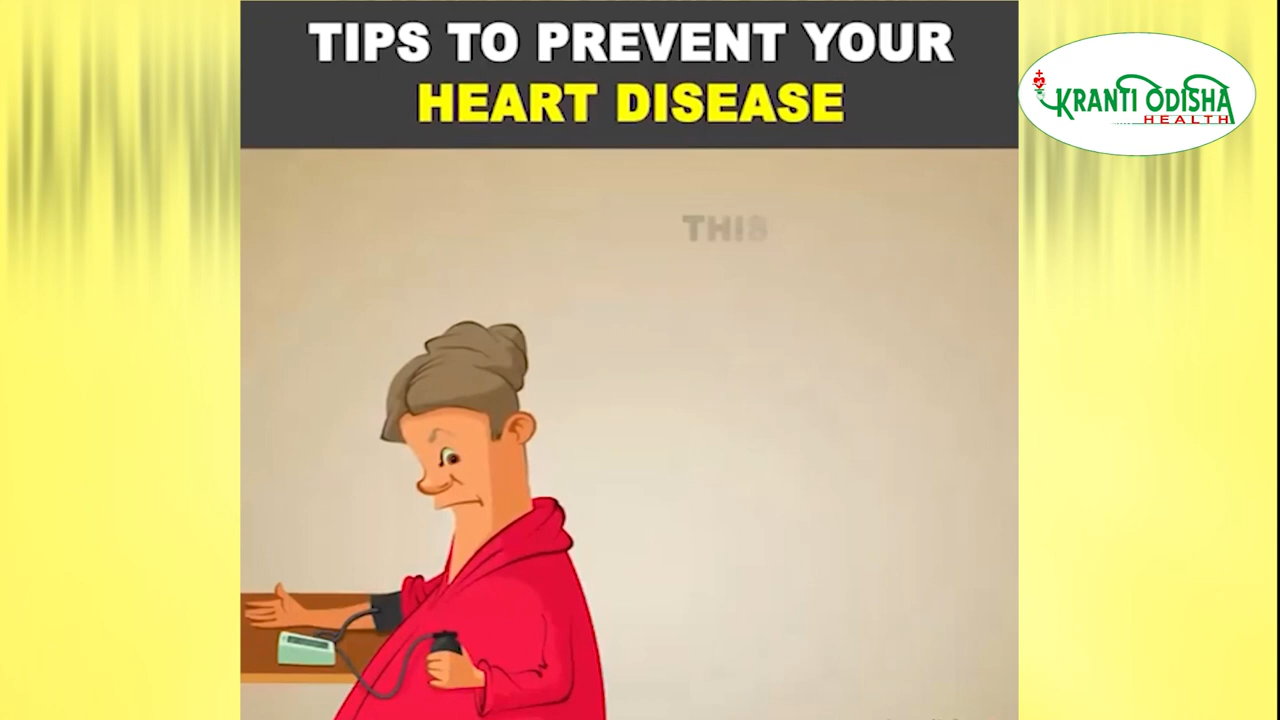 TIPS TO PREVENT YOUR
HEART DISEASE
KRANTI ODISHA
HEALTH
THIS